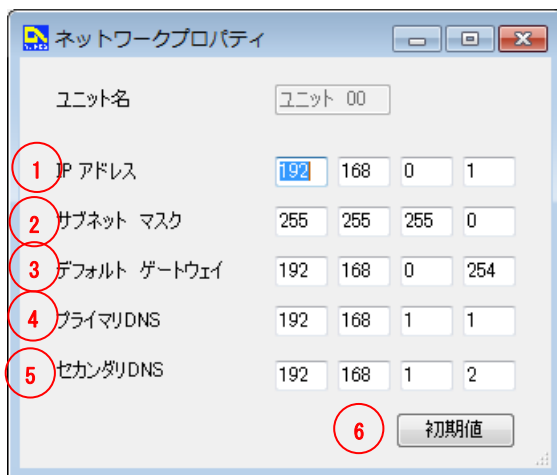 ネットワークプロパティ
ユニット名 ユニット 00
1 IP アドレス 192 168 0 1
2 サブネット マスク 255 255 255 0
3 デフォルト ゲートウェイ 192 168 0 254
4 プライマリDNS 192 168 1 1
5 セカンダリDNS 192 168 1 2
6 初期値